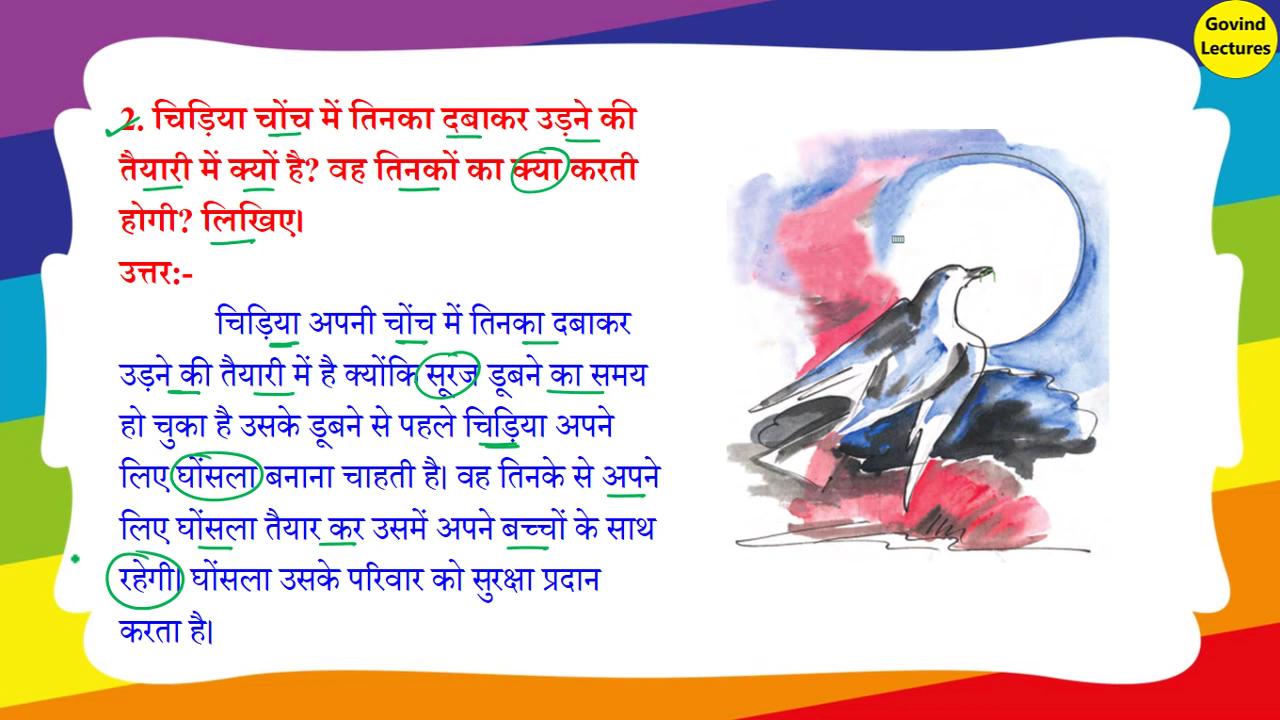 Govind
Lectures
2. चिड़िया चोंच में तिनका दबाकर उड़ने की
तैयारी में क्यों है? वह तिनकों का क्या करती
होगी? लिखिए।
उत्तर:-
चिड़िया अपनी चोंच में तिनका दबाकर
उड़ने की तैयारी में है क्योंकि सूरज डूबने का समय
हो चुका है उसके डूबने से पहले चिड़िया अपने
लिए घोंसला बनाना चाहती है। वह तिनके से अपने
लिए घोंसला तैयार कर उसमें अपने बच्चों के साथ
रहेगी। घोंसला उसके परिवार को सुरक्षा प्रदान
करता है।